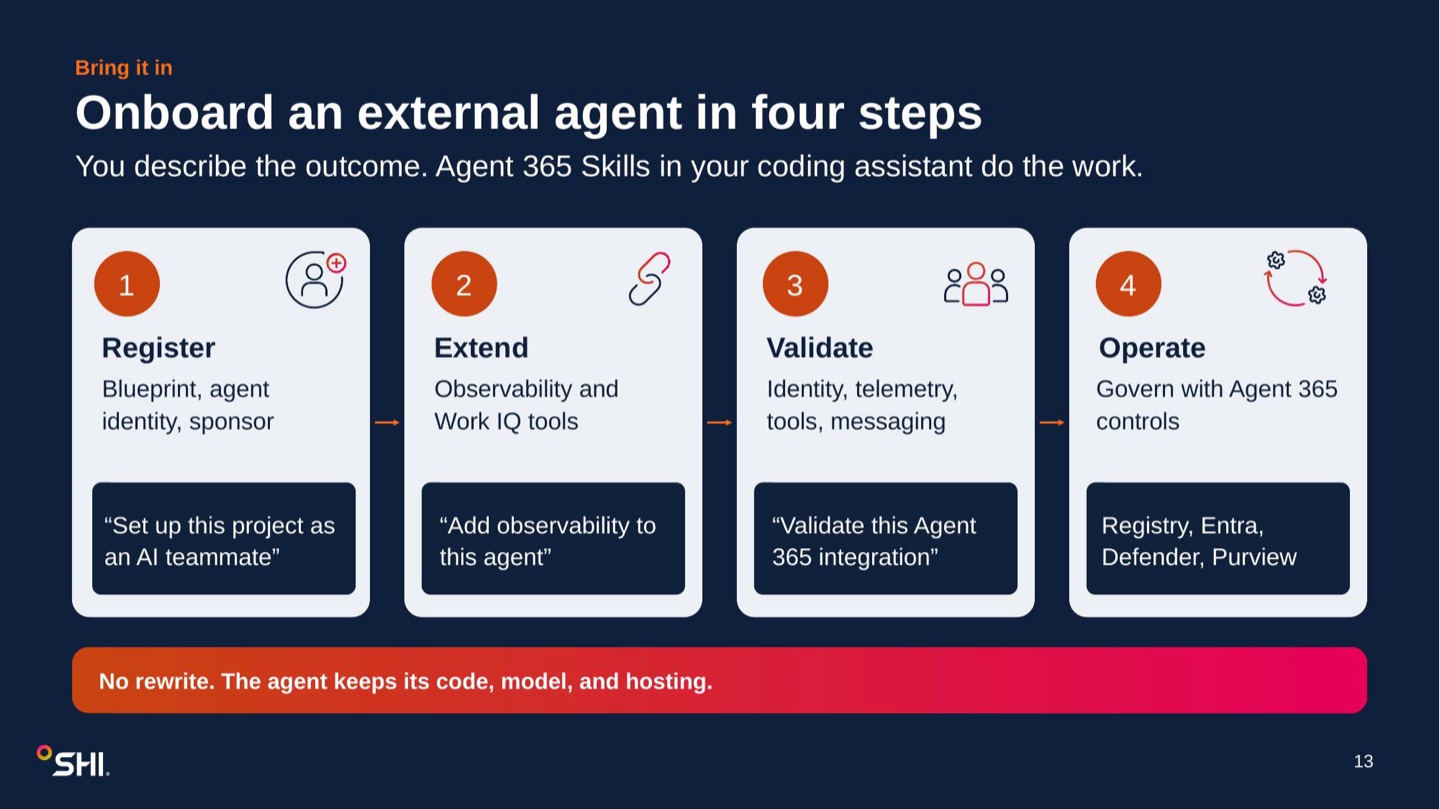 Bring it in
Onboard an external agent in four steps
You describe the outcome. Agent 365 Skills in your coding assistant do the work.
1
Register
Blueprint, agent
identity, sponsor
“Set up this project as
an AI teammate”
2
Extend
Observability and
Work IQ tools
“Add observability to
this agent”
3
Validate
Identity, telemetry,
tools, messaging
“Validate this Agent
365 integration”
4
Operate
Govern with Agent 365
controls
Registry, Entra,
Defender, Purview
No rewrite. The agent keeps its code, model, and hosting.
SHI
13